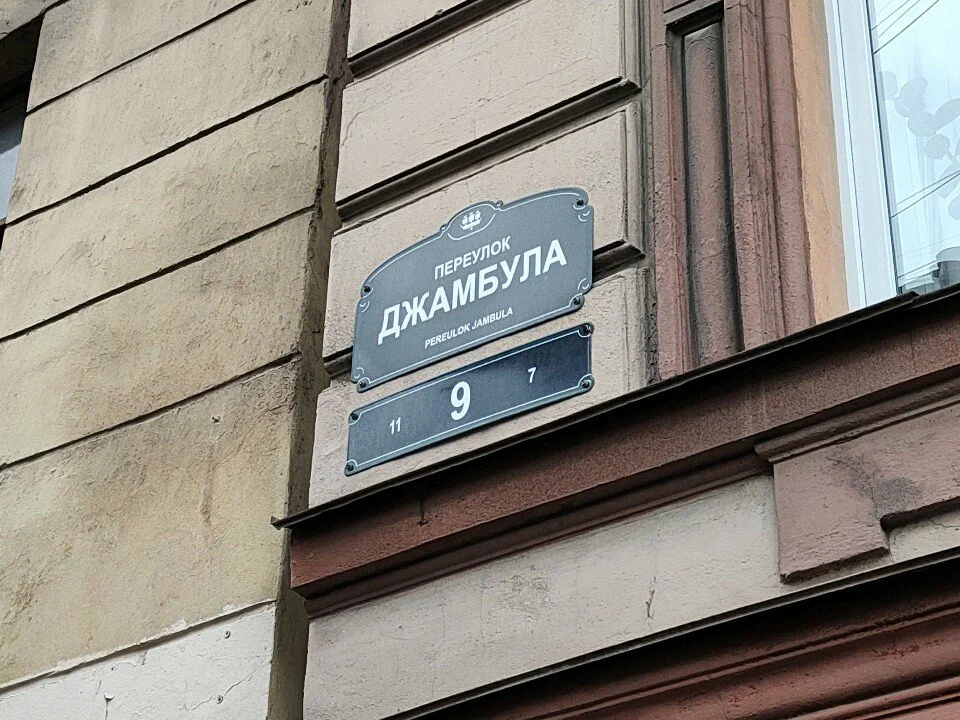 ПЕРЕУЛОК
ДЖАМБУЛА
PEREULOK JAMBULA
11 9 7